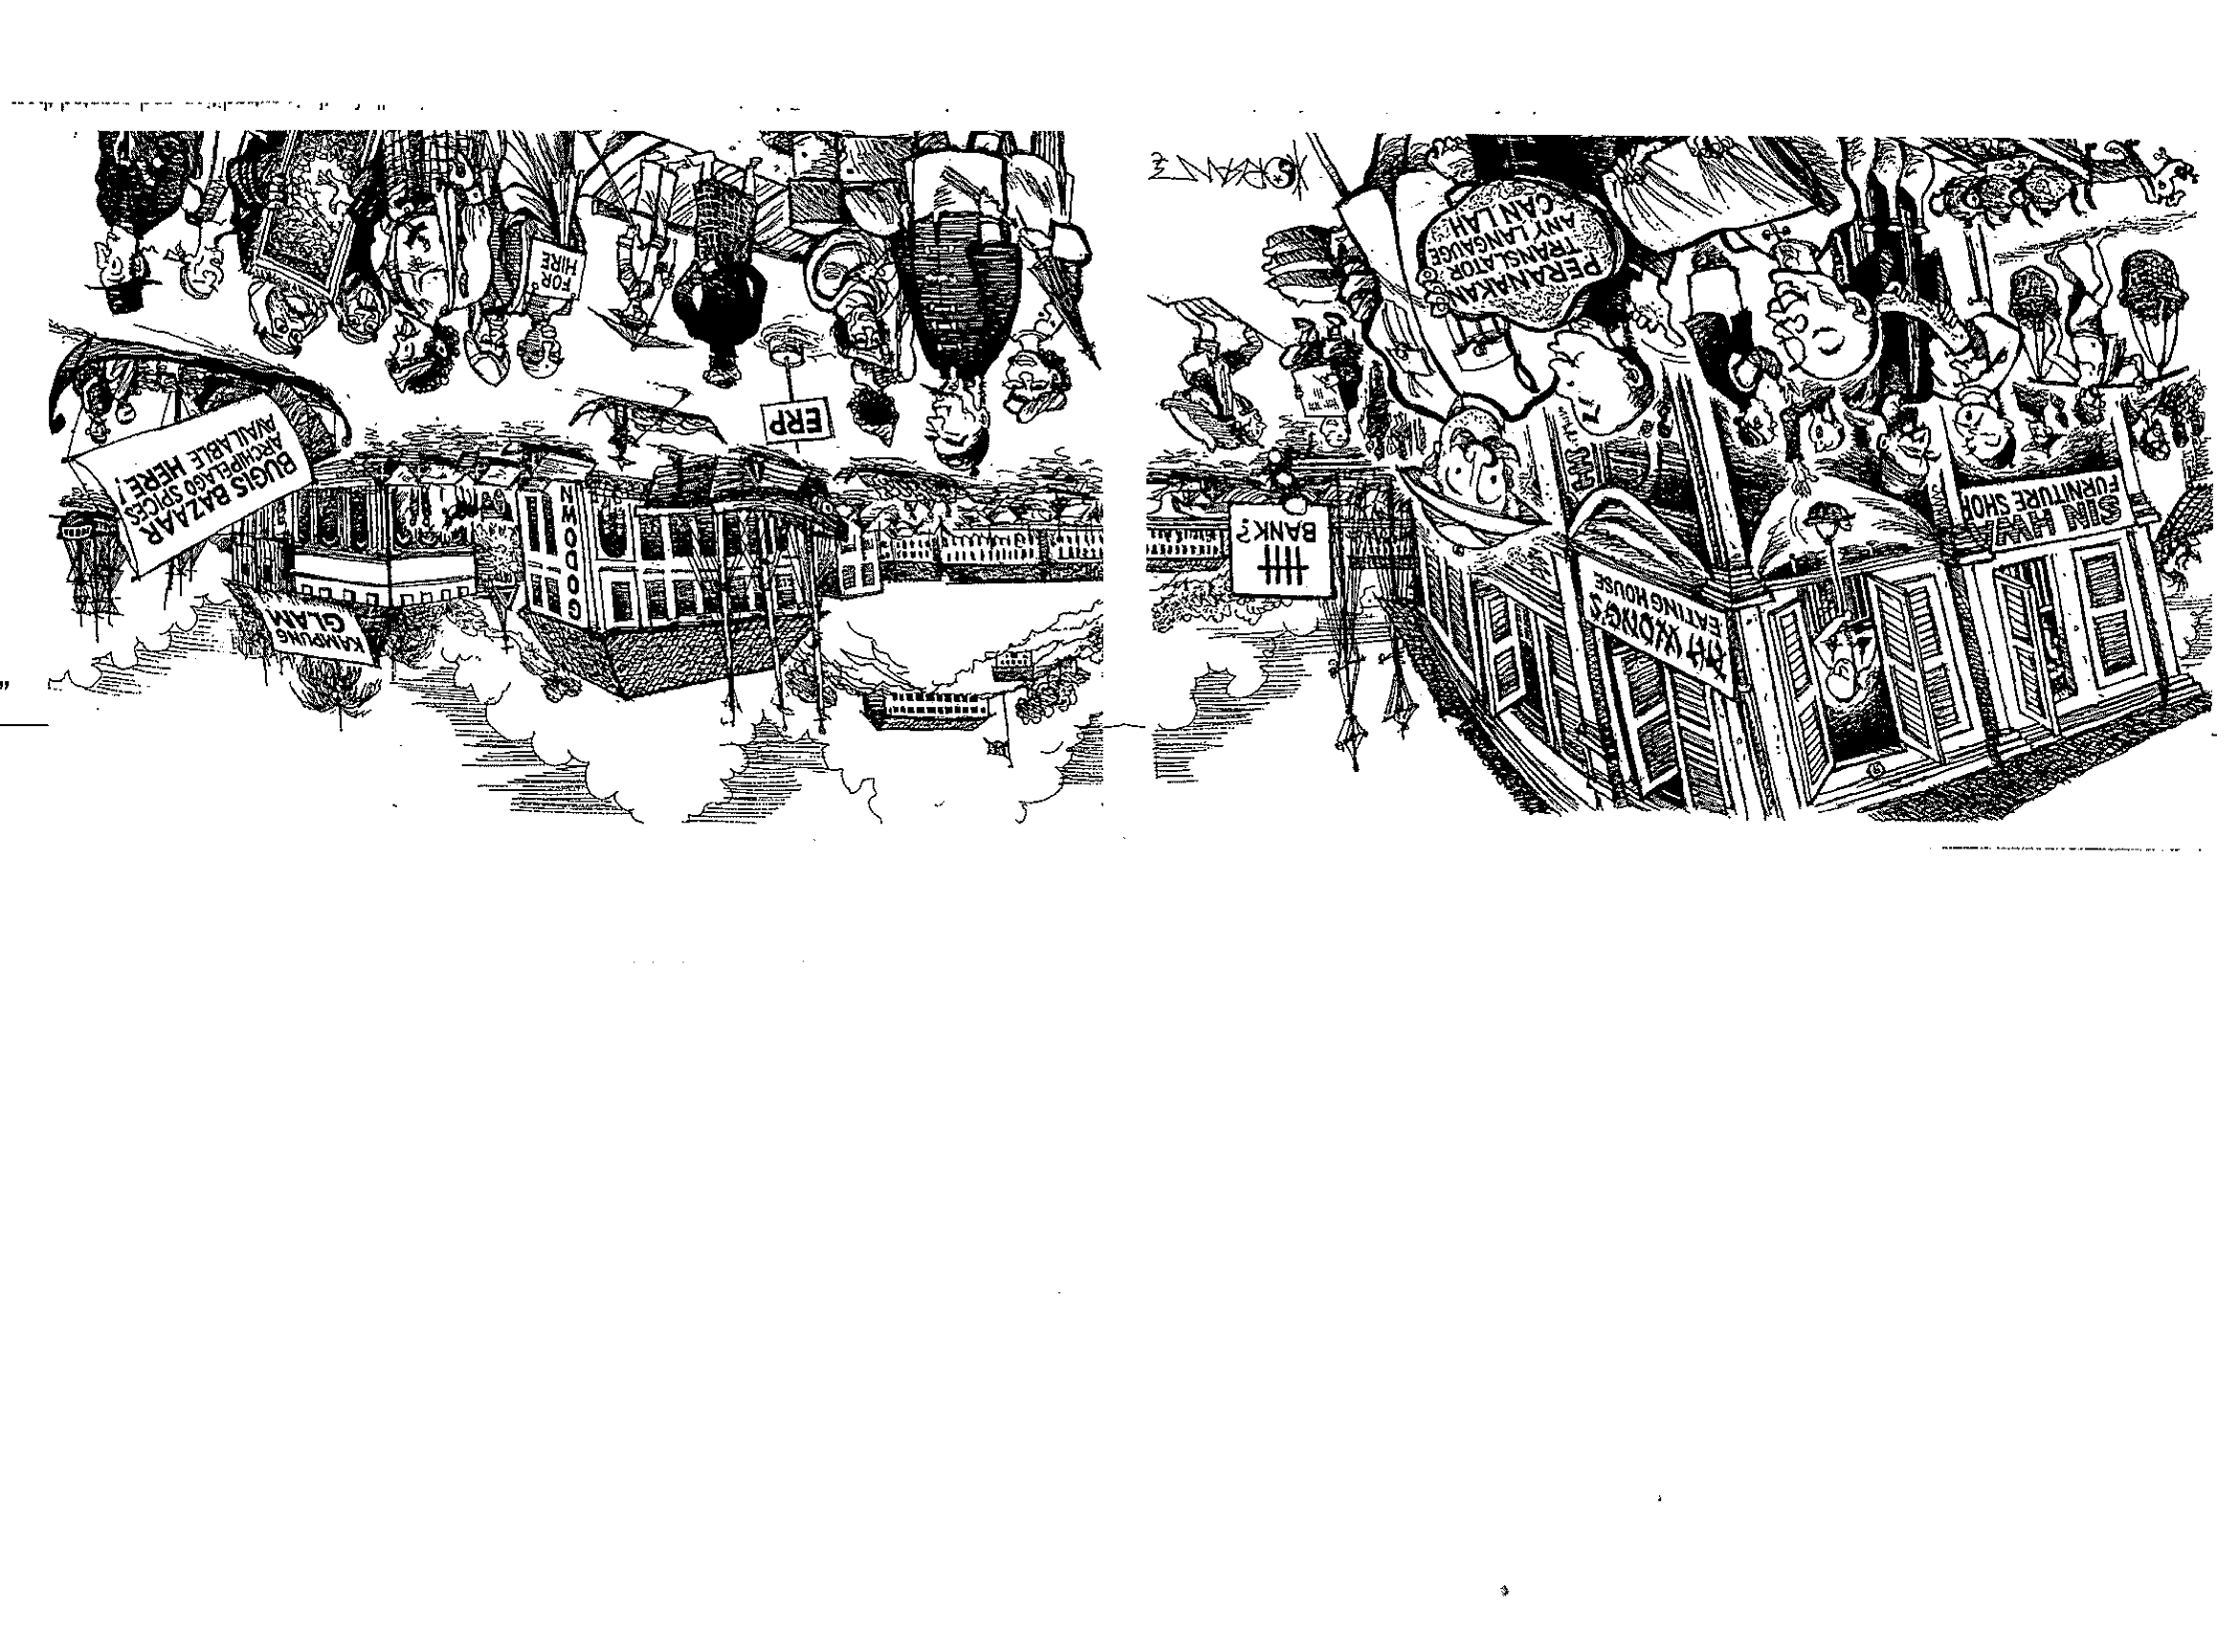 SIN HWA
FURNITURE SHOP
AH WONG'S
EATING HOUSE
PERANAKAN
TRANSLATOR
ANY LANGAUGE
CAN LAH!
BANK?
GODOWN
KAMPUNG
GLAM
ERP
BUGIS BAZAAR
ARCHIPELAGO SPICES
AVAILABLE HERE!
FOR
HIRE